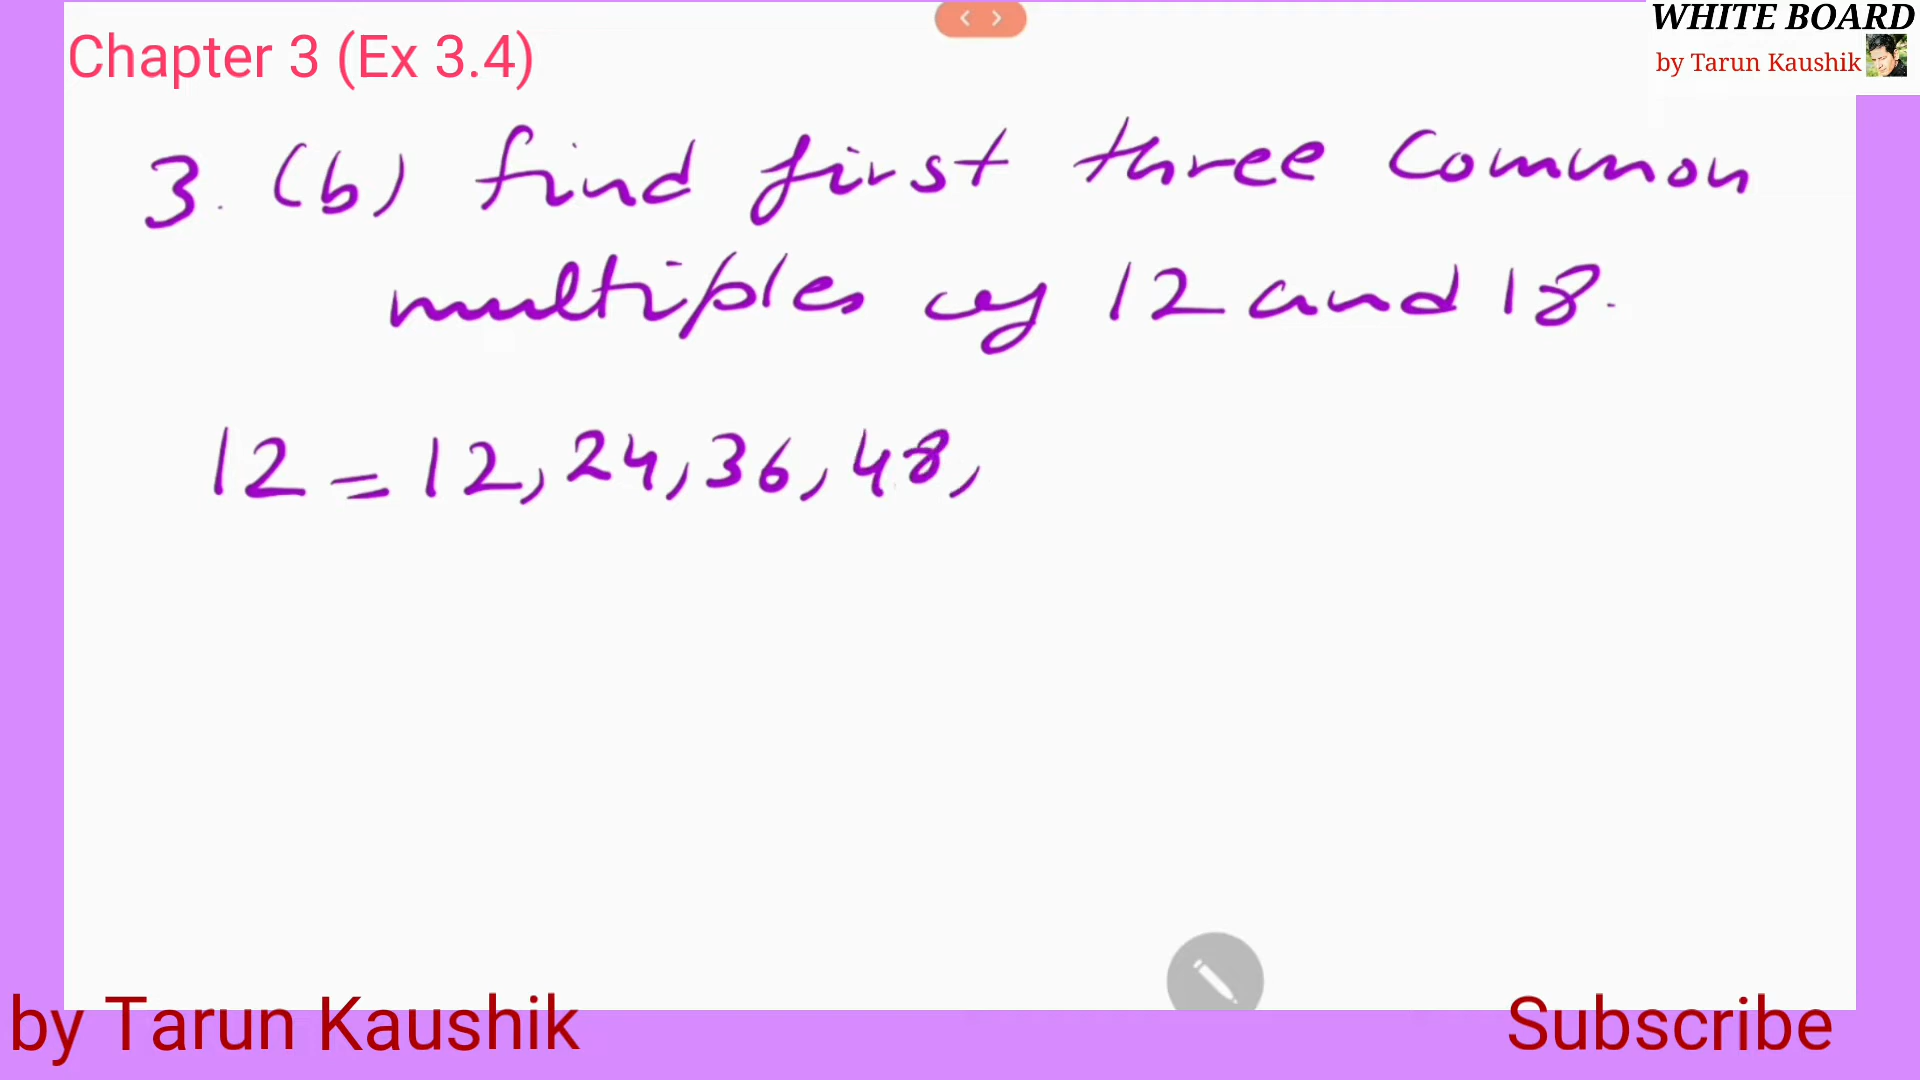 WHITE BOARD
Chapter 3 (Ex 3.4)
by Tarun Kaushik
3. (b) find first three common
multiples of 12 and 18.
12 = 12, 24, 36, 48,
by Tarun Kaushik
Subscribe